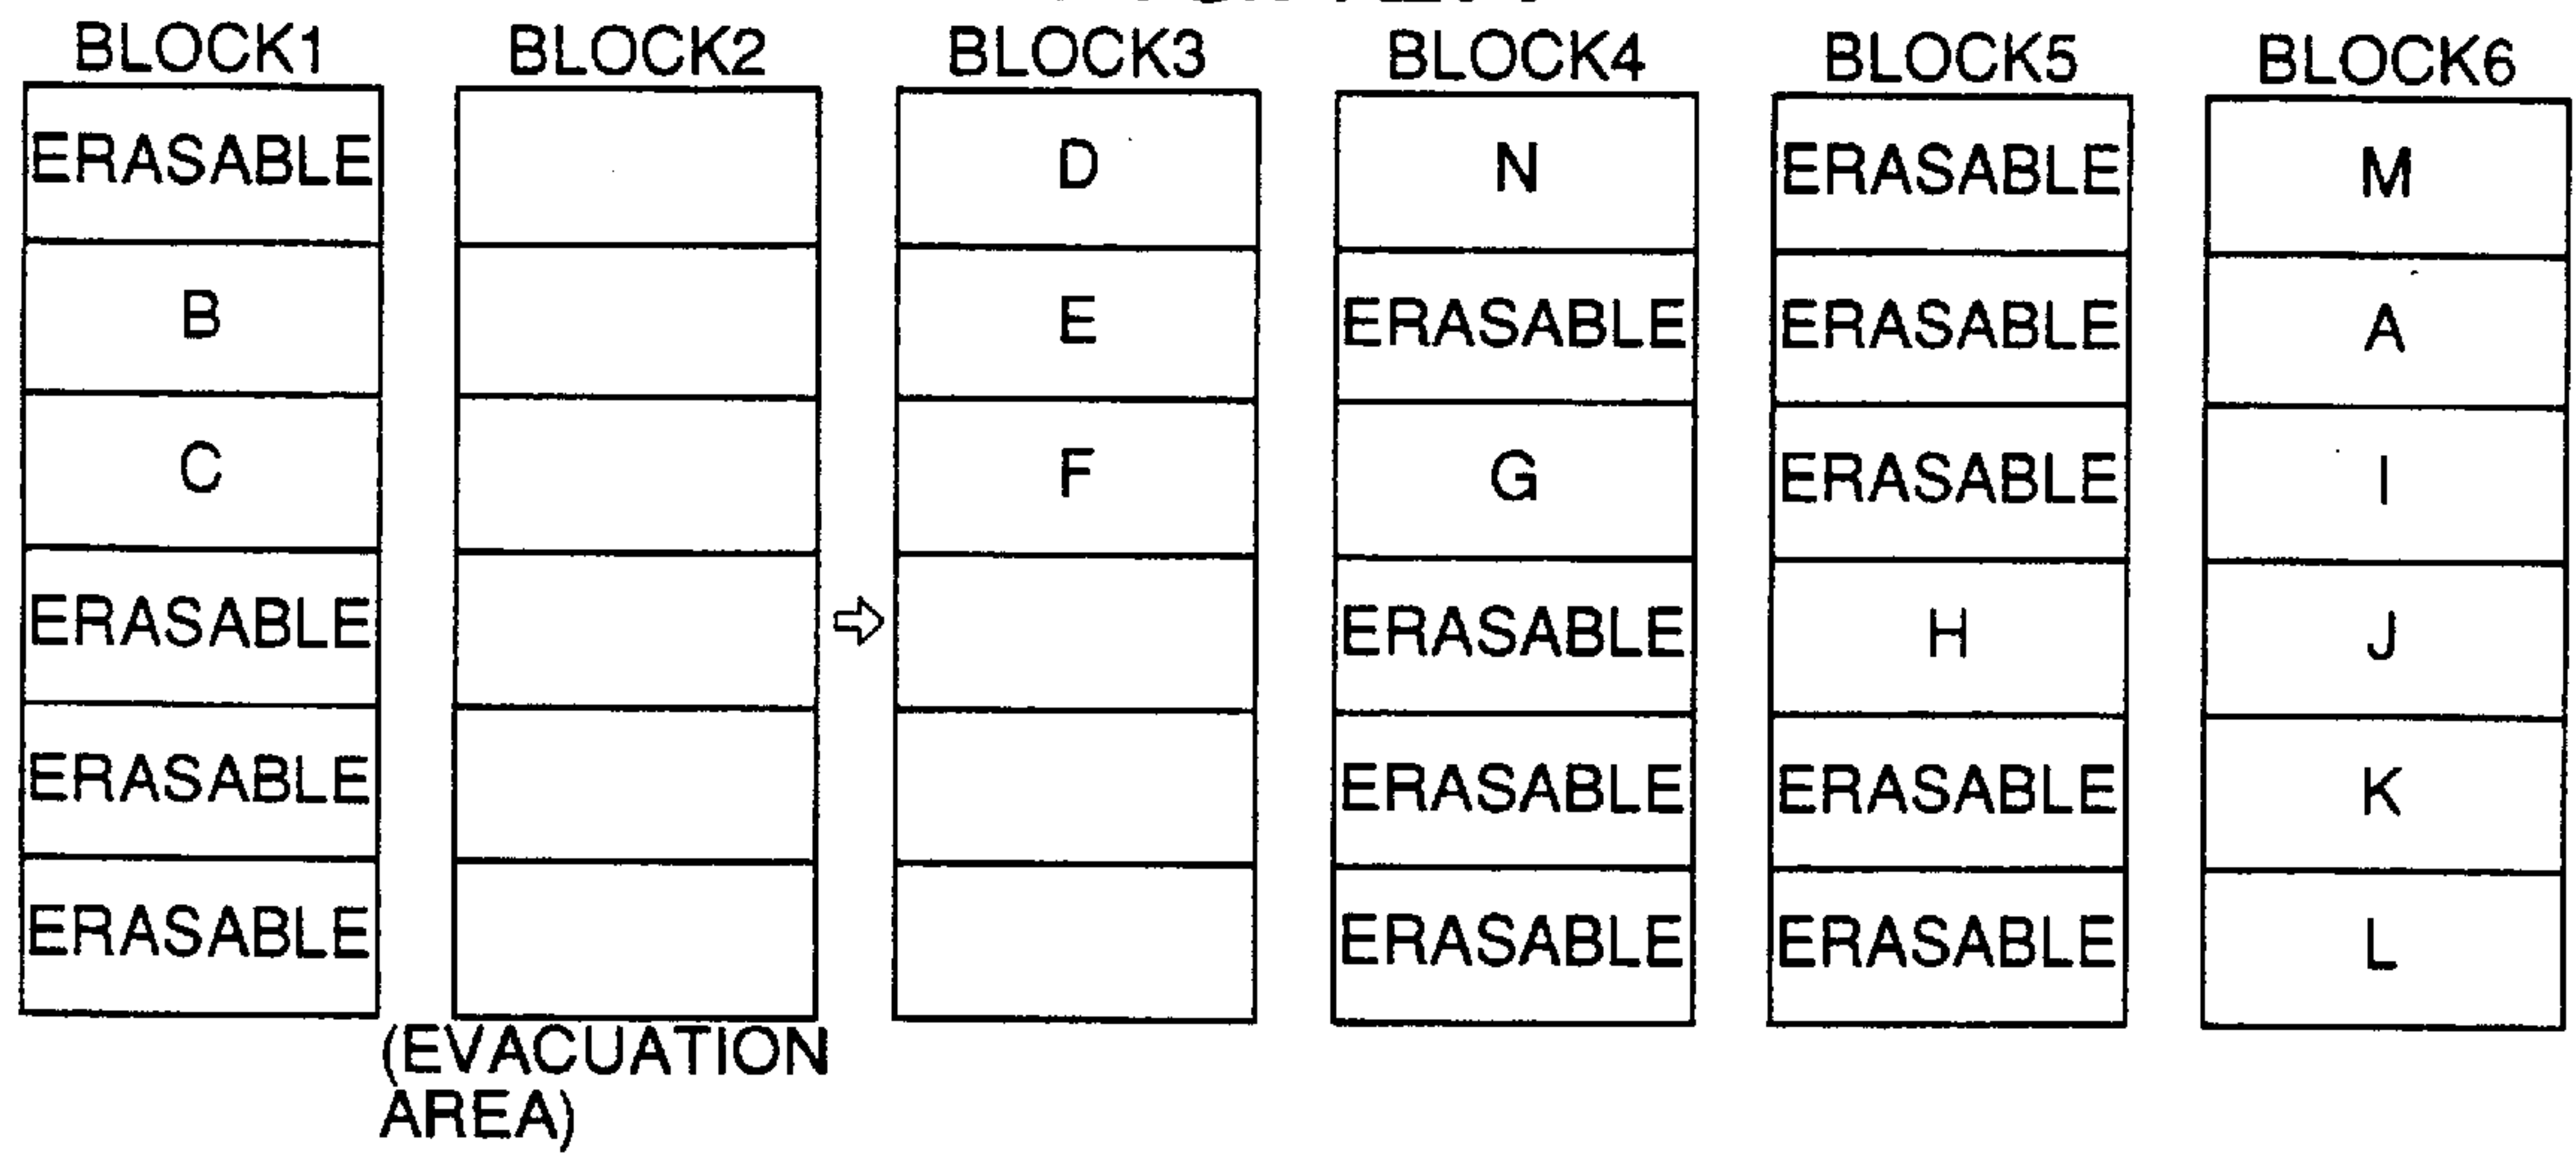 BLOCK1 BLOCK2 BLOCK3 BLOCK4 BLOCK5 BLOCK6
ERASABLE D N ERASABLE M
B E ERASABLE ERASABLE A
C F G ERASABLE I
ERASABLE ERASABLE H J
ERASABLE ERASABLE ERASABLE K
ERASABLE ERASABLE ERASABLE L
(EVACUATION
AREA)